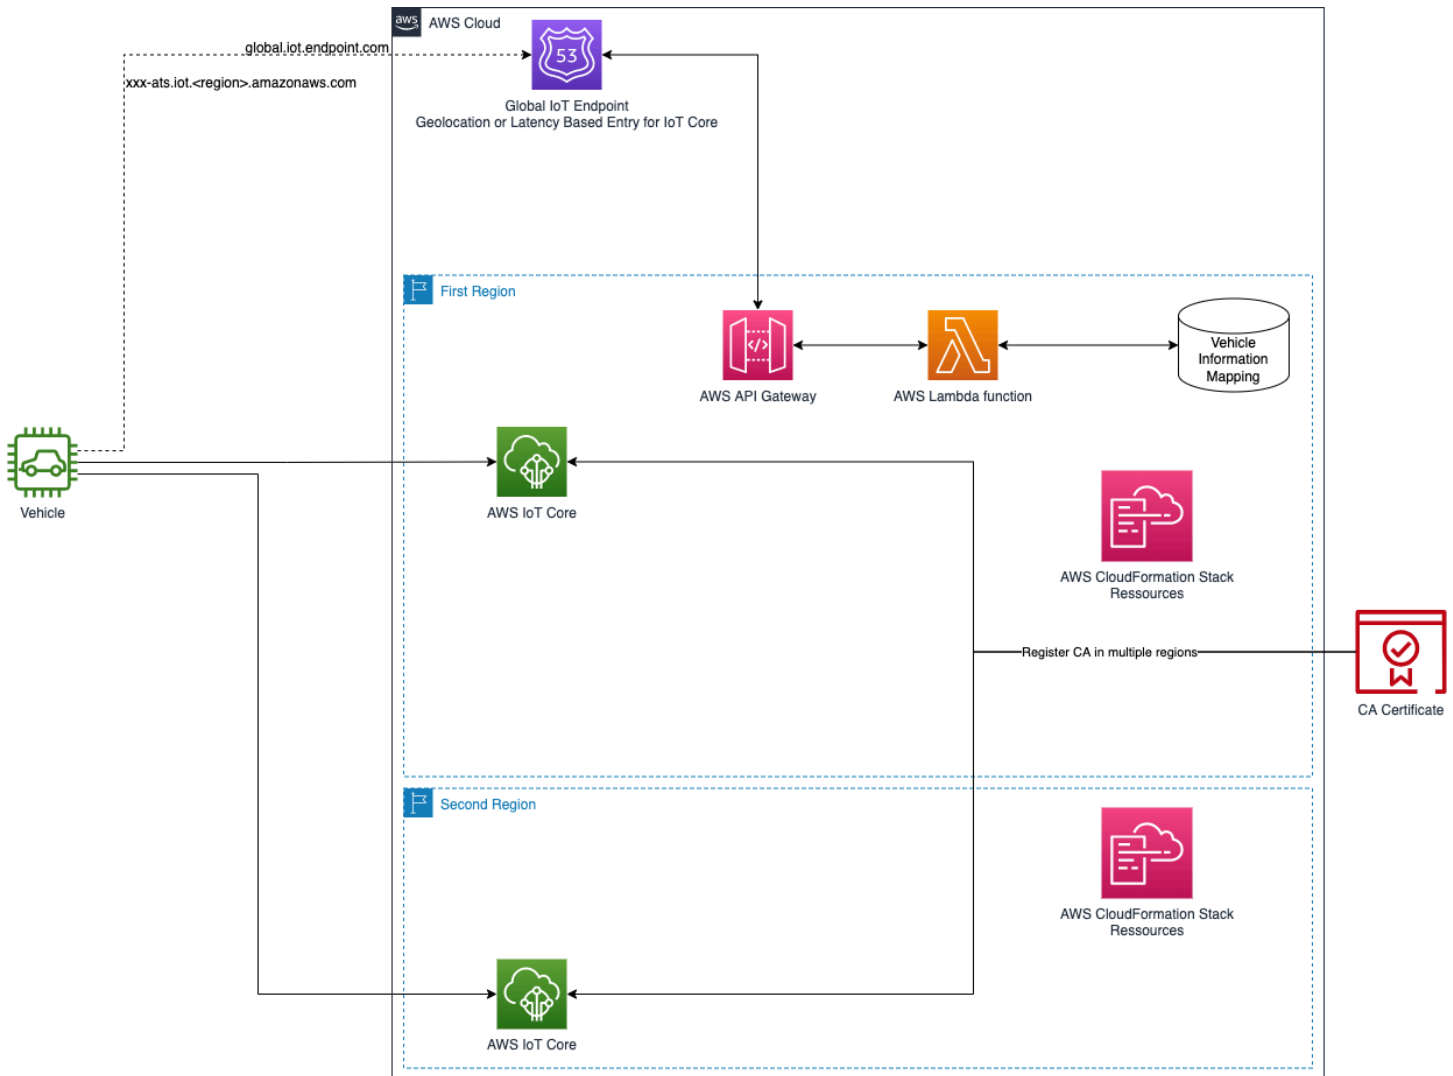 aws
AWS Cloud
global.iot.endpoint.com
53
xxx-ats.iot.<region>.amazonaws.com
Global IoT Endpoint
Geolocation or Latency Based Entry for IoT Core
First Region
</>
Vehicle
Information
Mapping
AWS API Gateway
AWS Lambda function
Vehicle
AWS IoT Core
AWS CloudFormation Stack
Ressources
Register CA in multiple regions
CA Certificate
Second Region
AWS CloudFormation Stack
Ressources
AWS IoT Core